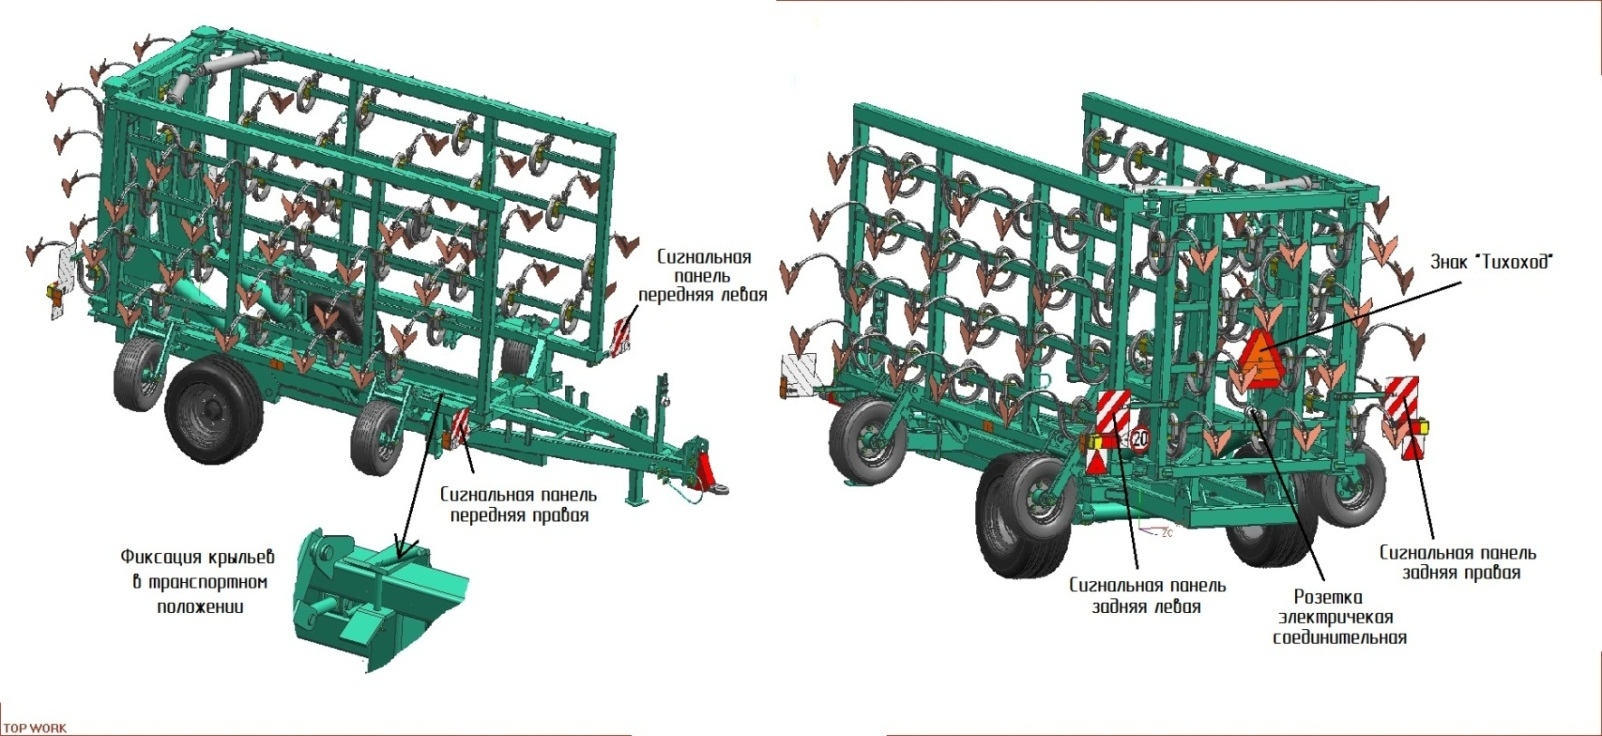 Сигнальная
панель
передняя левая
Сигнальная панель
передняя правая
Фиксация крыльев
в транспортном
положении
TOP WORK
Знак "Тихоход"
20
Сигнальная панель
задняя левая
ZC
Розетка
электричекая
соединительная
Сигнальная панель
задняя правая